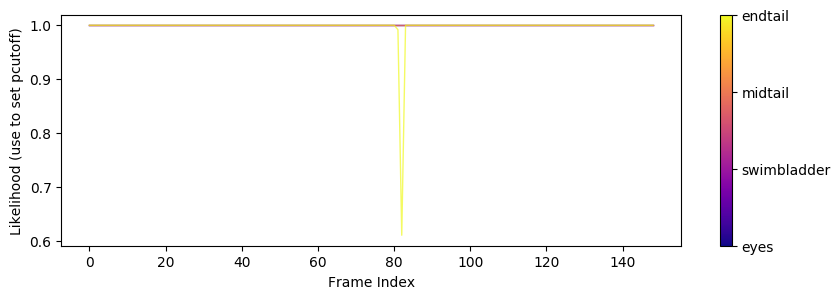 Likelihood (use to set pcutoff)
1.0
0.9
0.8
0.7
0.6
0 20 40 60 80 100 120 140
Frame Index
endtail
midtail
swimbladder
eyes